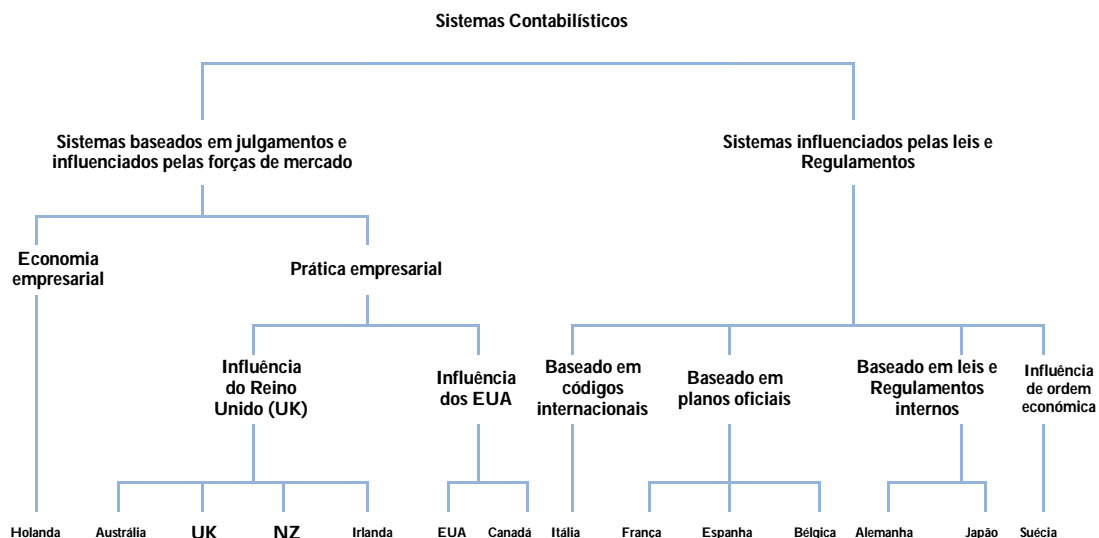 Sistemas Contabilísticos
Sistemas baseados em julgamentos e
influenciados pelas forças de mercado
Sistemas influenciados pelas leis e
Regulamentos
Economia
empresarial
Prática empresarial
Influência
do Reino
Unido (UK)
Influência
dos EUA
Baseado em
códigos
internacionais
Baseado em
planos oficiais
Baseado em leis e
Regulamentos
internos
Influência
de ordem
económica
Holanda
Austrália
UK
NZ
Irlanda
EUA
Canadá
Itália
França
Espanha
Bélgica
Alemanha
Japão
Suécia